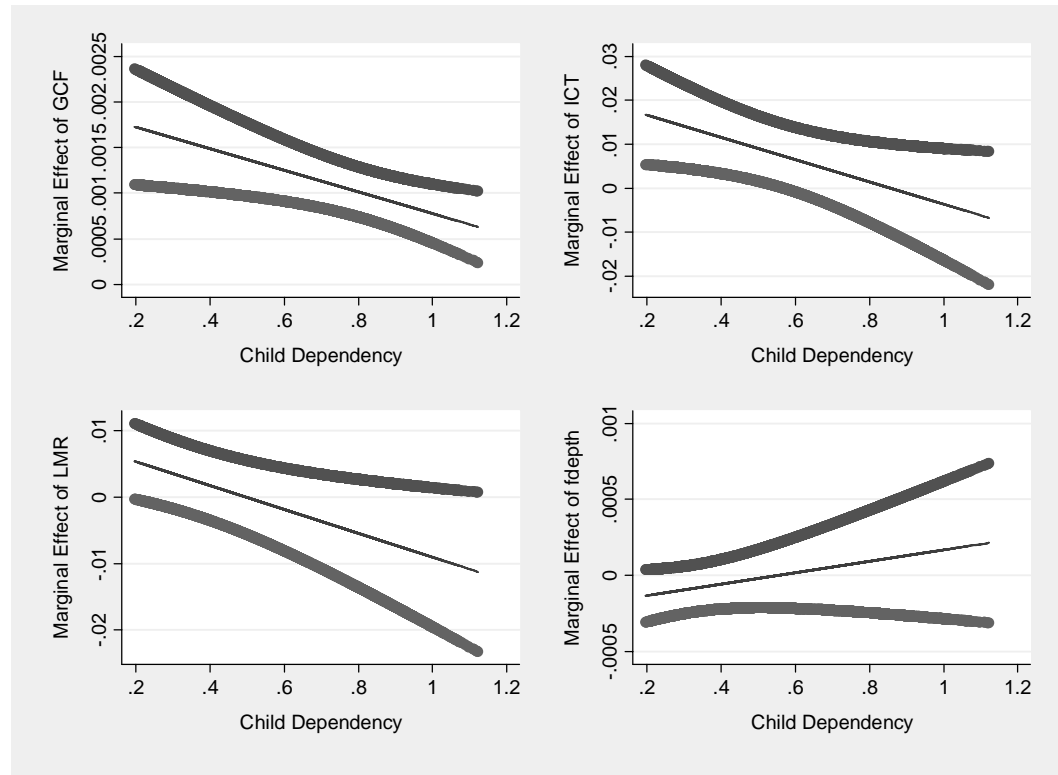 Marginal Effect of GCF
.0025
.002
.0015
.001
.0005
0
.2 .4 .6 .8 1 1.2
Child Dependency
Marginal Effect of ICT
.03
.02
.01
0
-.01
-.02
.2 .4 .6 .8 1 1.2
Child Dependency
Marginal Effect of LMR
.01
0
-.01
-.02
.2 .4 .6 .8 1 1.2
Child Dependency
Marginal Effect of fdepth
.001
.0005
0
-.0005
.2 .4 .6 .8 1 1.2
Child Dependency